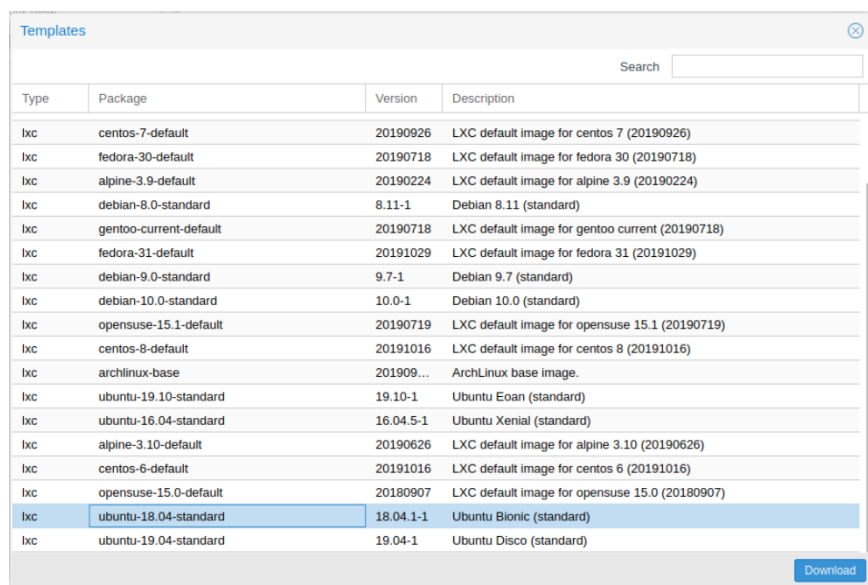 Templates
Search
Type Package Version Description
lxc centos-7-default 20190926 LXC default image for centos 7 (20190926)
lxc fedora-30-default 20190718 LXC default image for fedora 30 (20190718)
lxc alpine-3.9-default 20190224 LXC default image for alpine 3.9 (20190224)
lxc debian-8.0-standard 8.11-1 Debian 8.11 (standard)
lxc gentoo-current-default 20190718 LXC default image for gentoo current (20190718)
lxc fedora-31-default 20191029 LXC default image for fedora 31 (20191029)
lxc debian-9.0-standard 9.7-1 Debian 9.7 (standard)
lxc debian-10.0-standard 10.0-1 Debian 10.0 (standard)
lxc opensuse-15.1-default 20190719 LXC default image for opensuse 15.1 (20190719)
lxc centos-8-default 20191016 LXC default image for centos 8 (20191016)
lxc archlinux-base 201909... ArchLinux base image.
lxc ubuntu-19.10-standard 19.10-1 Ubuntu Eoan (standard)
lxc ubuntu-16.04-standard 16.04.5-1 Ubuntu Xenial (standard)
lxc alpine-3.10-default 20190626 LXC default image for alpine 3.10 (20190626)
lxc centos-6-default 20191016 LXC default image for centos 6 (20191016)
lxc opensuse-15.0-default 20180907 LXC default image for opensuse 15.0 (20180907)
lxc ubuntu-18.04-standard 18.04.1-1 Ubuntu Bionic (standard)
lxc ubuntu-19.04-standard 19.04-1 Ubuntu Disco (standard)
Download